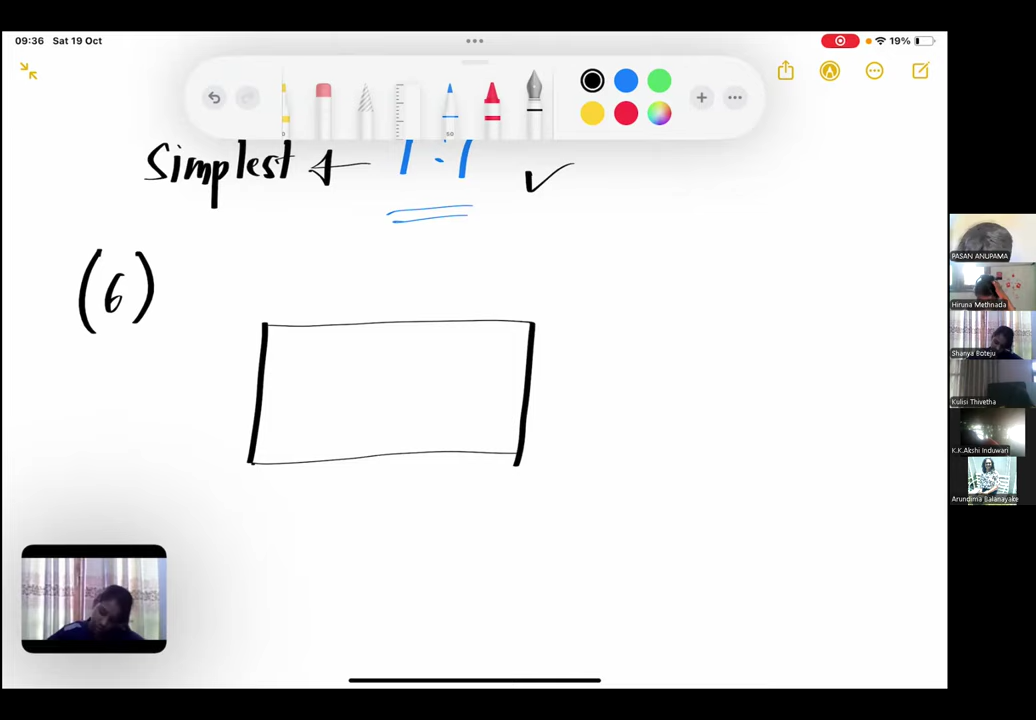 09:36 Sat 19 Oct
19%
50
Simplest ← 1:1 ✓
(6)
PASAN ANUPAMA
Hiruna Methnada
Shanya Boteju
Kulisi Thivetha
K.K.Akshi Induwari
Arundima Balanayake